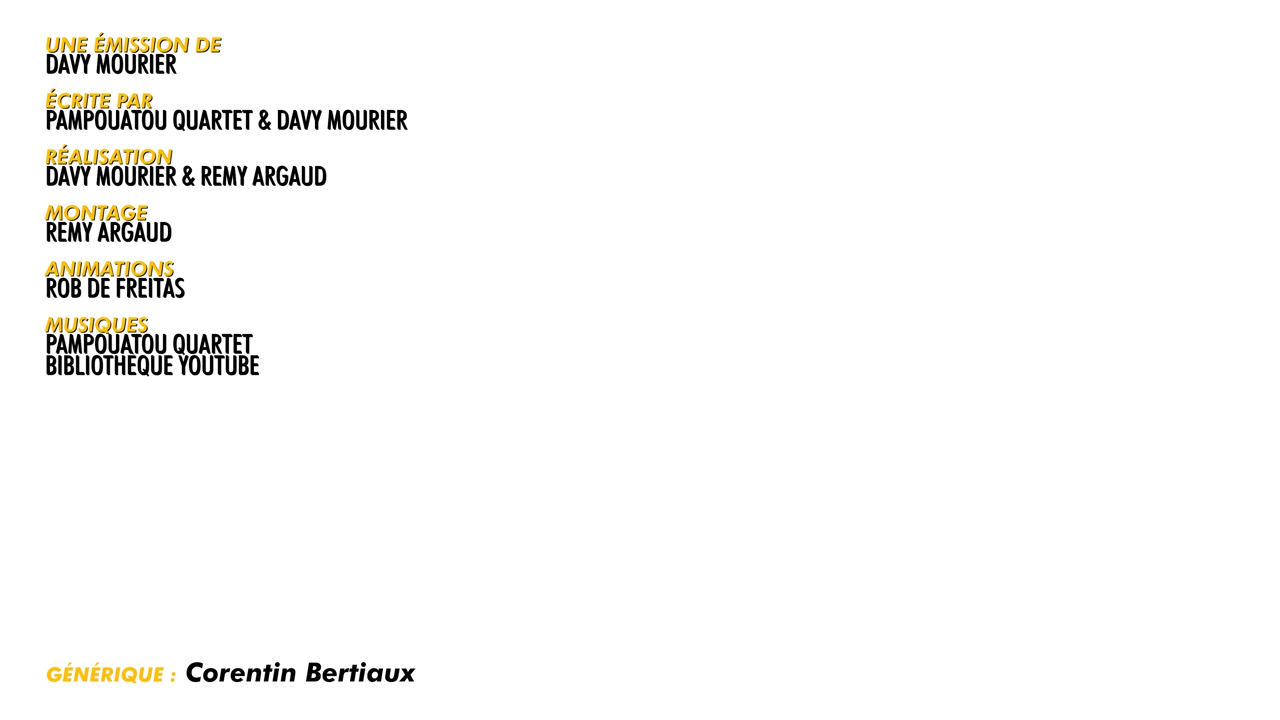 UNE ÉMISSION DE
DAVY MOURIER
ÉCRITE PAR
PAMPOUATOU QUARTET & DAVY MOURIER
RÉALISATION
DAVY MOURIER & REMY ARGAUD
MONTAGE
REMY ARGAUD
ANIMATIONS
ROB DE FREITAS
MUSIQUES
PAMPOUATOU QUARTET
BIBLIOTHÈQUE YOUTUBE
GÉNÉRIQUE : Corentin Bertiaux